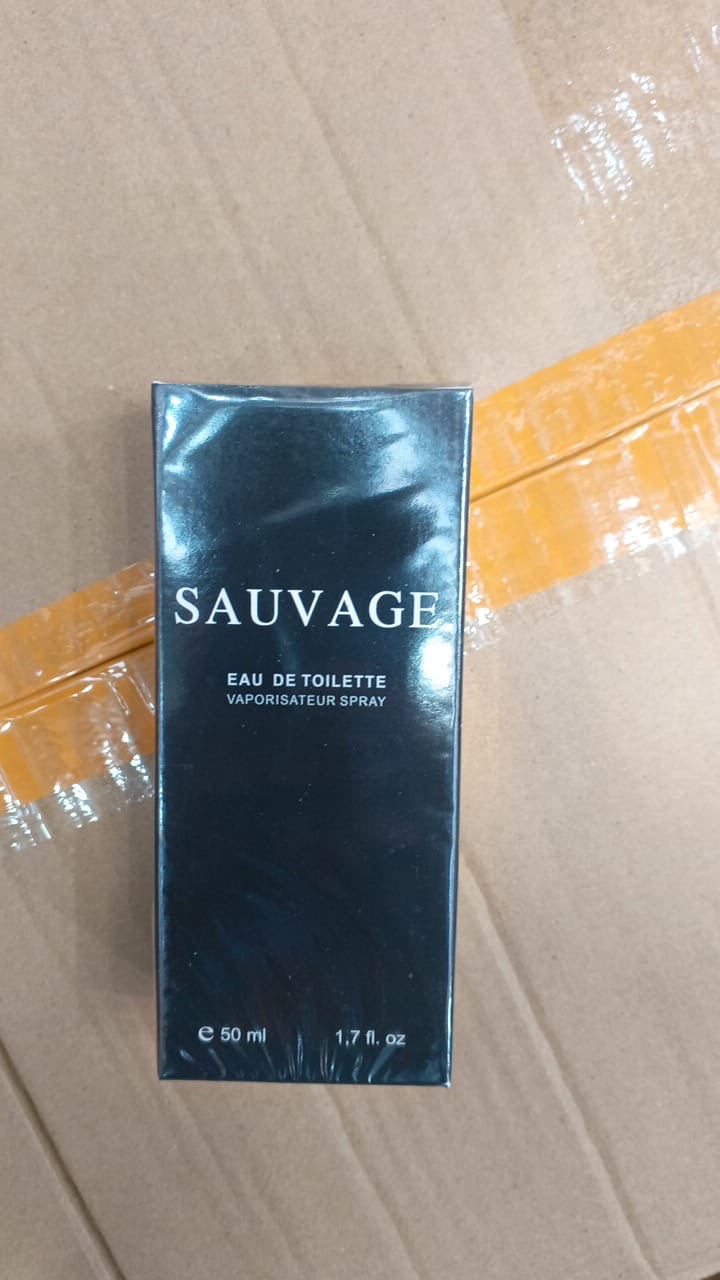 SAUVAGE
EAU DE TOILETTE
VAPORISATEUR SPRAY
e 50 ml 1,7 fl. oz